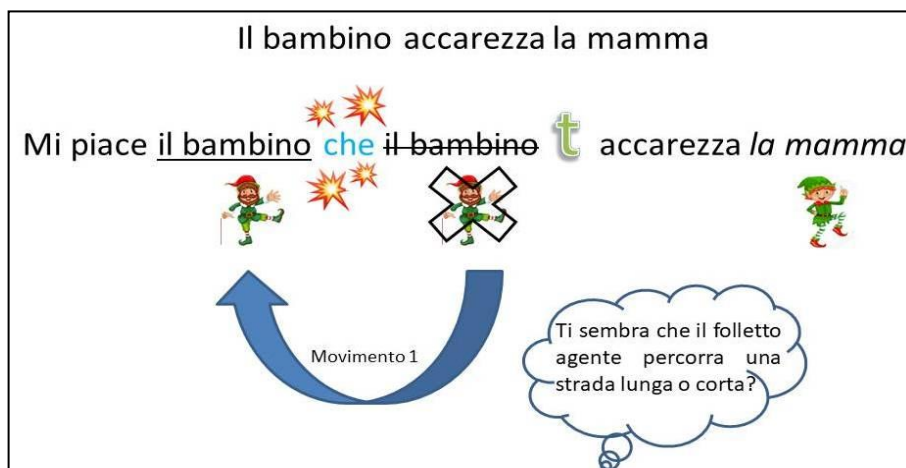 Il bambino accarezza la mamma
Mi piace il bambino che il bambino t accarezza la mamma
Movimento 1
Ti sembra che il folletto
agente percorra una
strada lunga o corta?